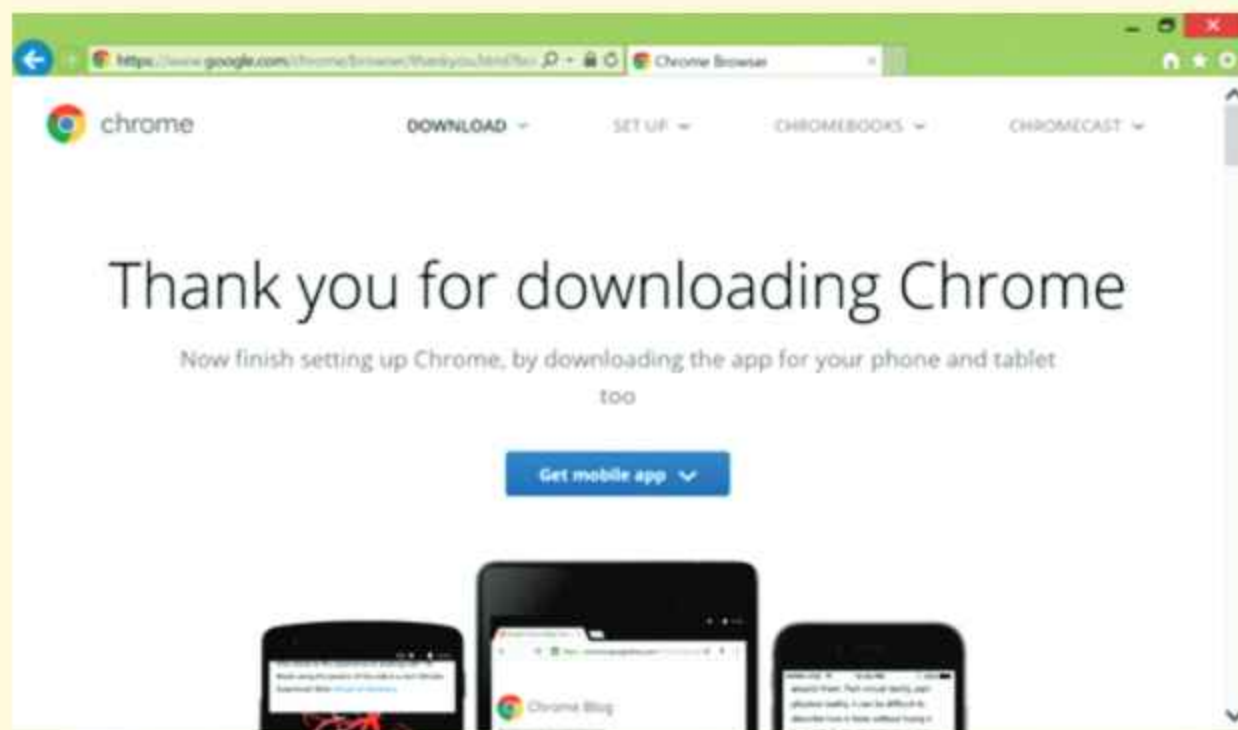 https://www.google.com/chrome/browser/thankyou.html Chrome Browser
chrome DOWNLOAD SET UP CHROMEBOOKS CHROMECAST
Thank you for downloading Chrome
Now finish setting up Chrome, by downloading the app for your phone and tablet
too
Get mobile app
Chrome Blog